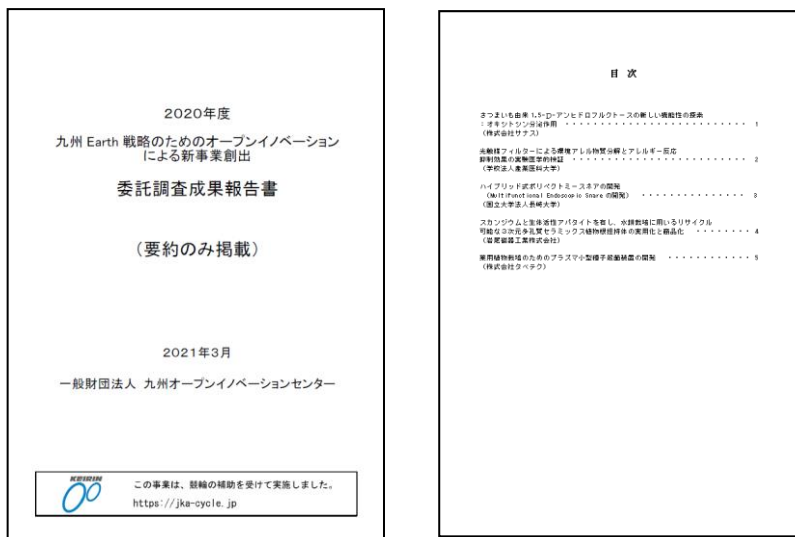 2020年度
九州 Earth 戦略のためのオープンイノベーション
による新事業創出
委託調査成果報告書
（要約のみ掲載）
2021年3月
一般財団法人 九州オープンイノベーションセンター
KEIRIN
この事業は、競輪の補助を受けて実施しました。
https://jka-cycle.jp
目 次
さつまいも由来 1,5-D-アンヒドロフルクトースの新しい機能性の探索
：オキシトシン分泌作用 ・・・・・・・・・・・・・・・・・・・・・・・・・・ 1
（株式会社サナス）
光触媒フィルターによる環境アレル物質分解とアレルギー反応
抑制効果の実験医学的検証 ・・・・・・・・・・・・・・・・・・・・・・・・ 2
（学校法人産業医科大学）
ハイブリッド式ポリペクトミースネアの開発
（Multifunctional Endoscopic Snare の開発） ・・・・・・・・・・・・・・・ 3
（国立大学法人長崎大学）
スカンジウムと生体活性アパタイトを有し、水耕栽培に用いるリサイクル
可能な3次元多孔質セラミックス植物根担持体の実用化と商品化 ・・・・・・・・ 4
（岩尾磁器工業株式会社）
薬用植物栽培のためのプラズマ小型種子殺菌装置の開発 ・・・・・・・・・・・・ 5
（株式会社タベテク）